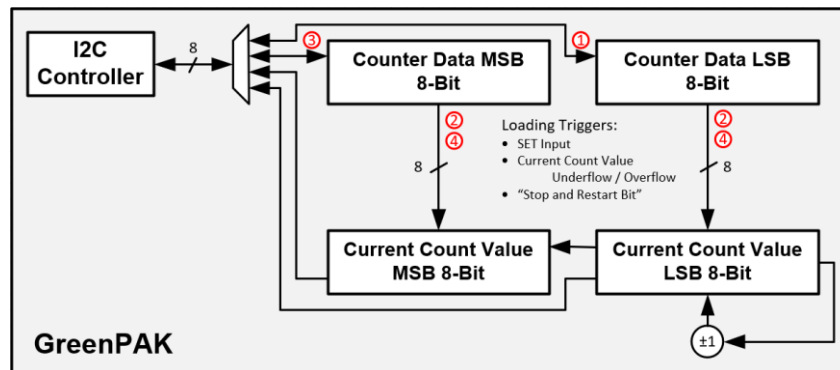 I2C
Controller
8
③
①
Counter Data MSB
8-Bit
Counter Data LSB
8-Bit
②
④
8
Loading Triggers:
• SET Input
• Current Count Value
Underflow / Overflow
• “Stop and Restart Bit”
②
④
8
Current Count Value
MSB 8-Bit
Current Count Value
LSB 8-Bit
±1
GreenPAK